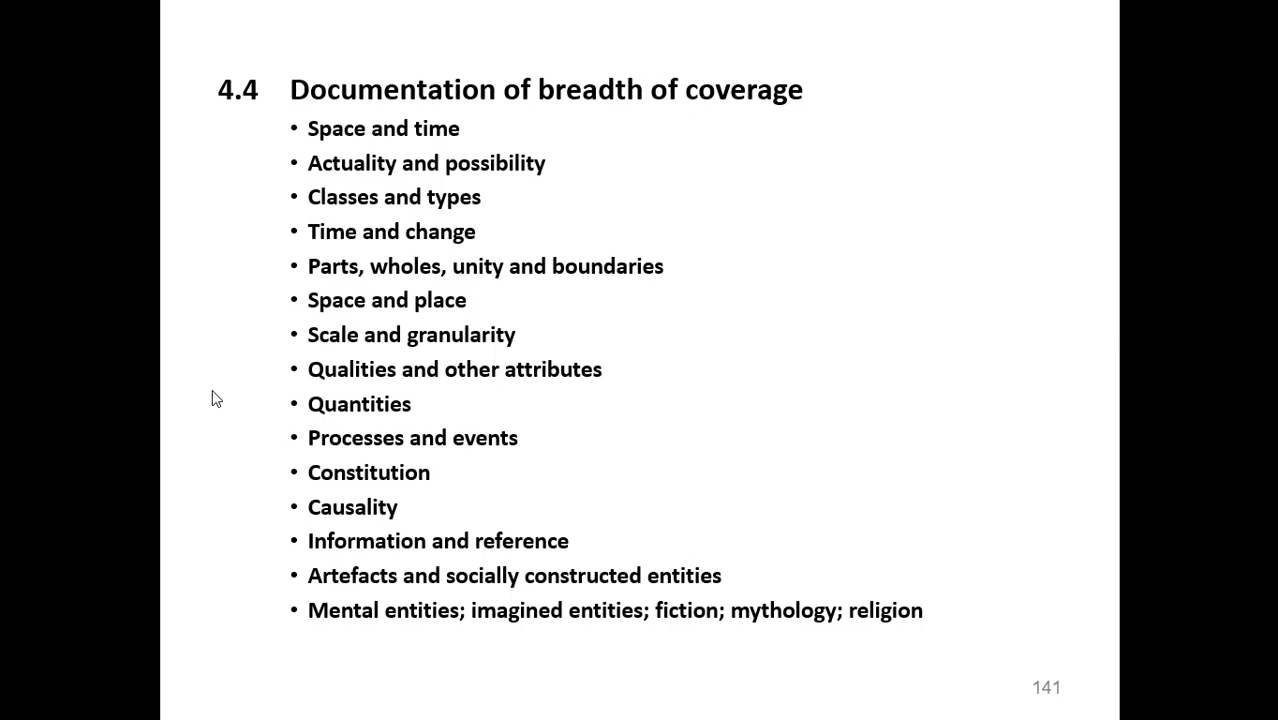 4.4 Documentation of breadth of coverage
• Space and time
• Actuality and possibility
• Classes and types
• Time and change
• Parts, wholes, unity and boundaries
• Space and place
• Scale and granularity
• Qualities and other attributes
• Quantities
• Processes and events
• Constitution
• Causality
• Information and reference
• Artefacts and socially constructed entities
• Mental entities; imagined entities; fiction; mythology; religion
141